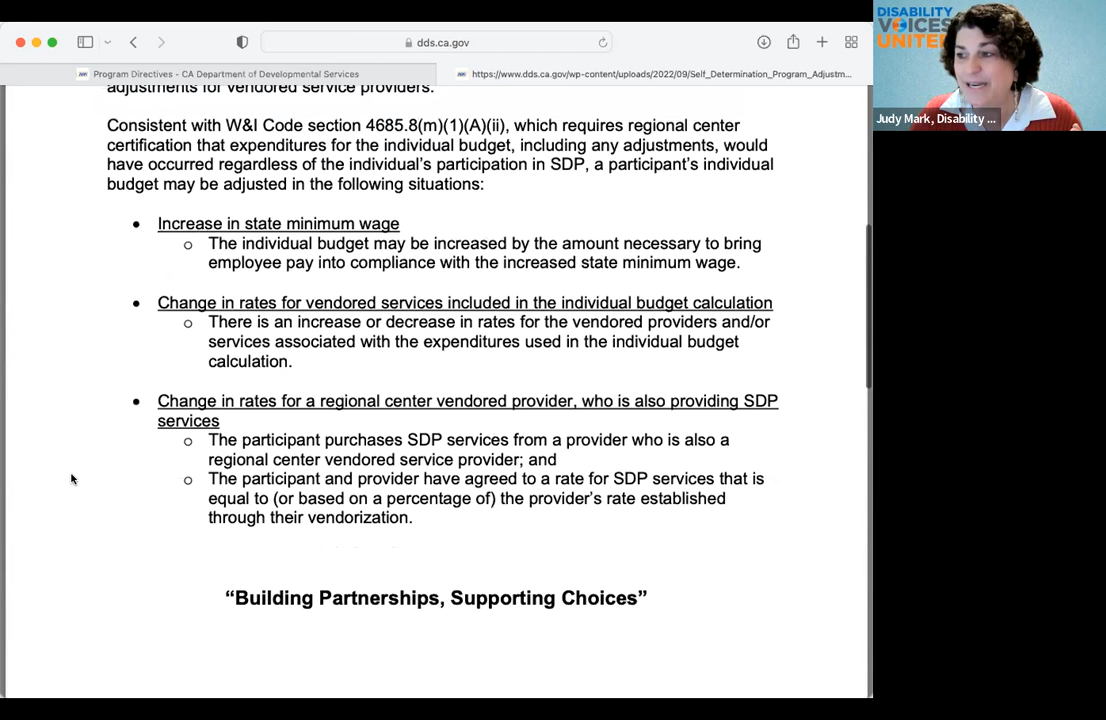 dds.ca.gov
Program Directives - CA Department of Developmental Services
https://www.dds.ca.gov/wp-content/uploads/2022/09/Self_Determination_Program_Adjustm...
adjustments for vendored service providers.
Consistent with W&I Code section 4685.8(m)(1)(A)(ii), which requires regional center
certification that expenditures for the individual budget, including any adjustments, would
have occurred regardless of the individual's participation in SDP, a participant's individual
budget may be adjusted in the following situations:
• Increase in state minimum wage
o The individual budget may be increased by the amount necessary to bring
employee pay into compliance with the increased state minimum wage.
• Change in rates for vendored services included in the individual budget calculation
o There is an increase or decrease in rates for the vendored providers and/or
services associated with the expenditures used in the individual budget
calculation.
• Change in rates for a regional center vendored provider, who is also providing SDP
services
o The participant purchases SDP services from a provider who is also a
regional center vendored service provider; and
o The participant and provider have agreed to a rate for SDP services that is
equal to (or based on a percentage of) the provider's rate established
through their vendorization.
“Building Partnerships, Supporting Choices”
DISABILITY
VOICES
UNITE
Judy Mark, Disability ...